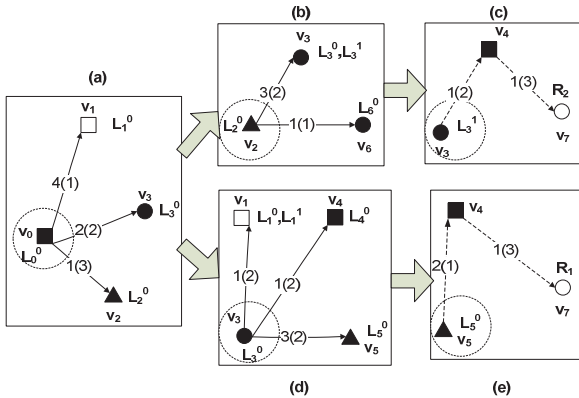 (a)
v1
L1^0
4(1)
v3
L3^0
2(2)
v0
L0^0
1(3)
L2^0
v2
(b)
v3
L3^0,L3^1
3(2)
L2^0
v2
1(1)
L6^0
v6
(c)
v4
1(2)
1(3)
R2
L3^1
v3
v7
v1
L1^0,L1^1
v4
L4^0
1(2)
1(2)
v3
L3^0
3(2)
L5^0
v5
(d)
v4
2(1)
1(3)
R1
v7
L5^0
v5
(e)